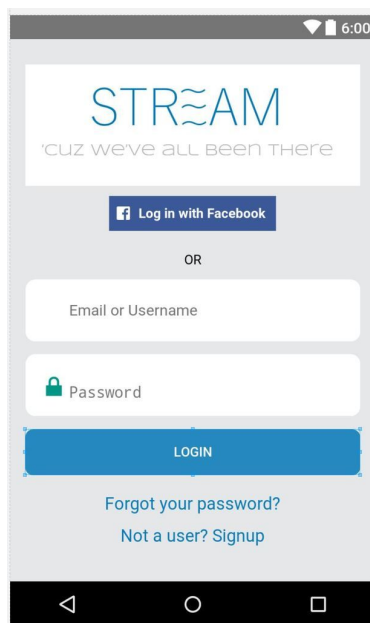 6:00
STR≈AM
'cuz we've all been there
Log in with Facebook
OR
Email or Username
Password
LOGIN
Forgot your password?
Not a user? Signup